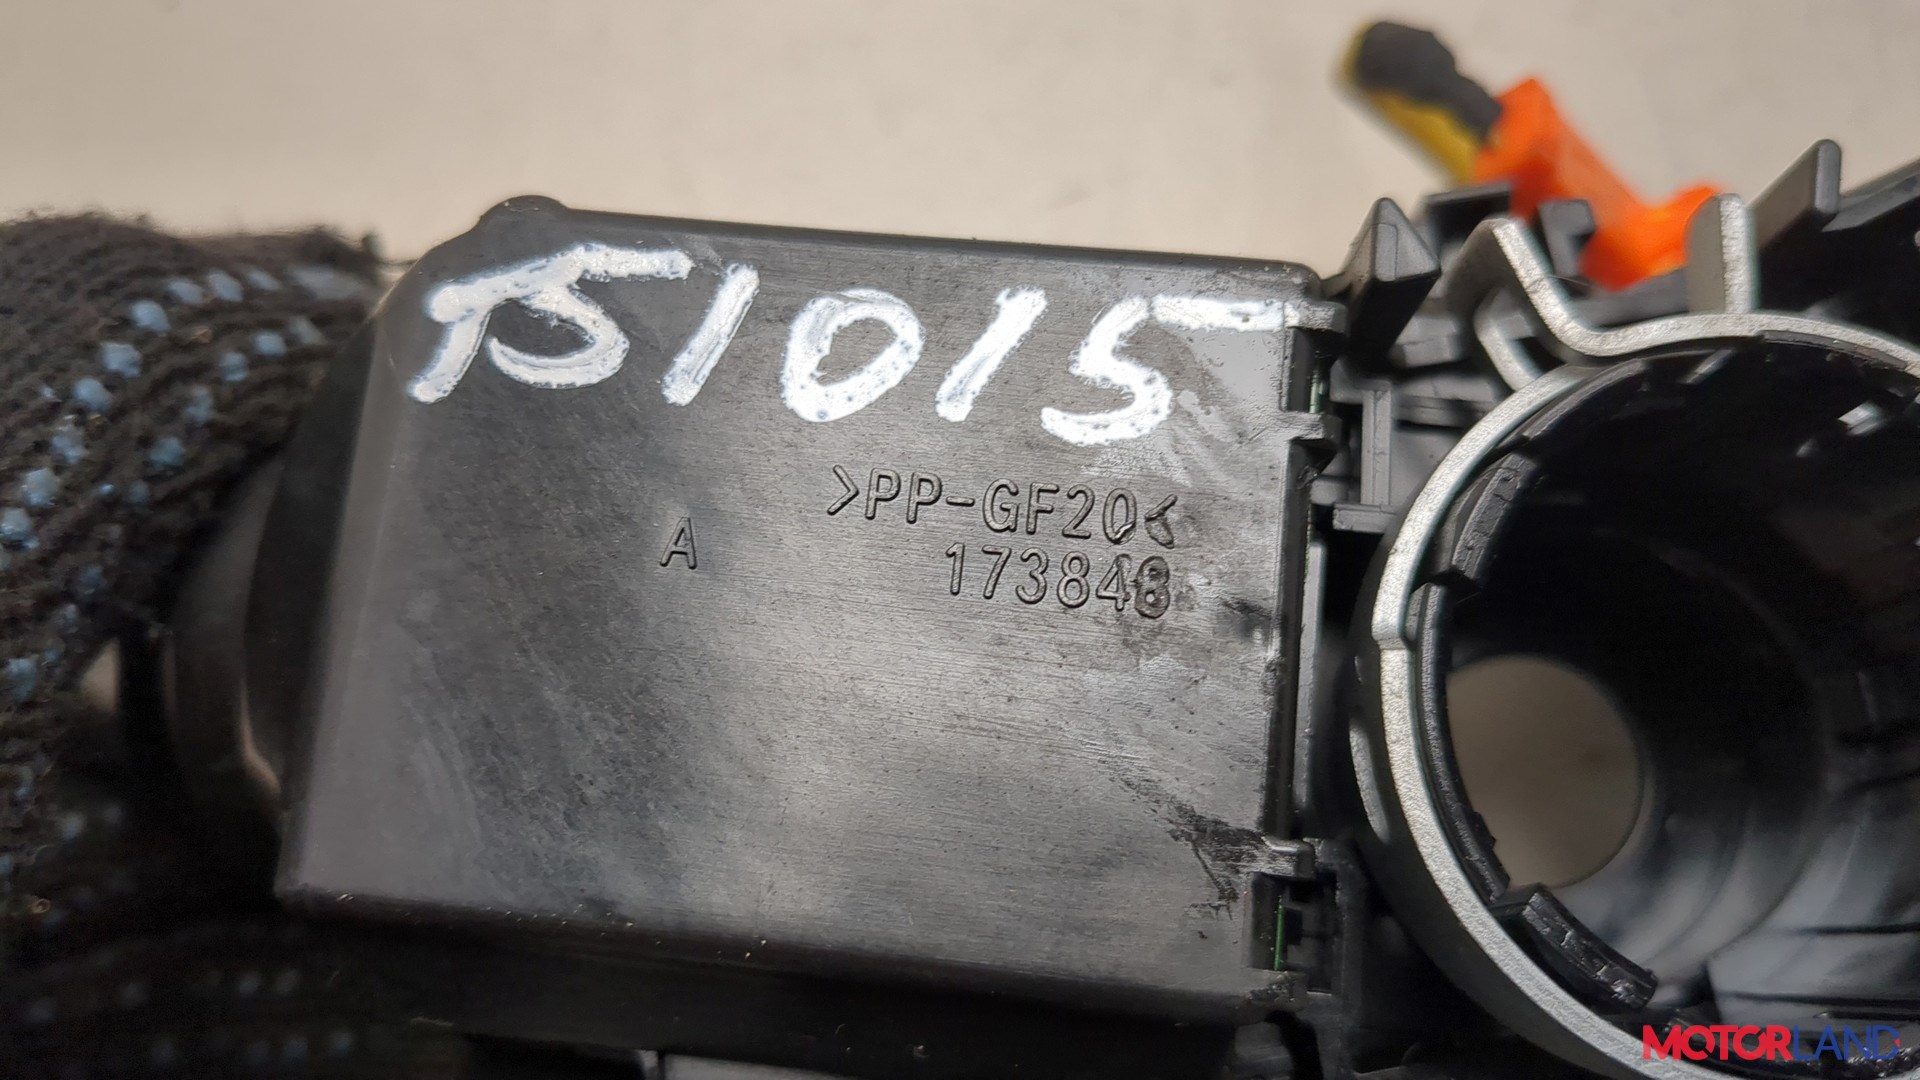 51015
>PP-GF20<
A
173848
MOTORLAND